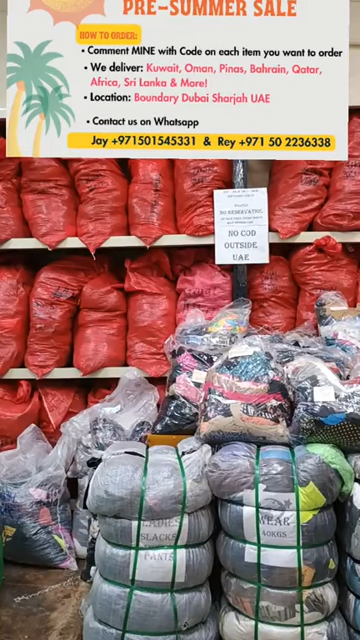 PRE-SUMMER SALE
HOW TO ORDER:
• Comment MINE with Code on each item you want to order
• We deliver: Kuwait, Oman, Pinas, Bahrain, Qatar,
Africa, Sri Lanka & More!
• Location: Boundary Dubai Sharjah UAE
• Contact us on Whatsapp
Jay +971501545331 & Rey +971 50 2236338
NO RESERVATION
NO COD
OUTSIDE
UAE
LADIES
SLACKS
PANTS
WEAR
40KGS